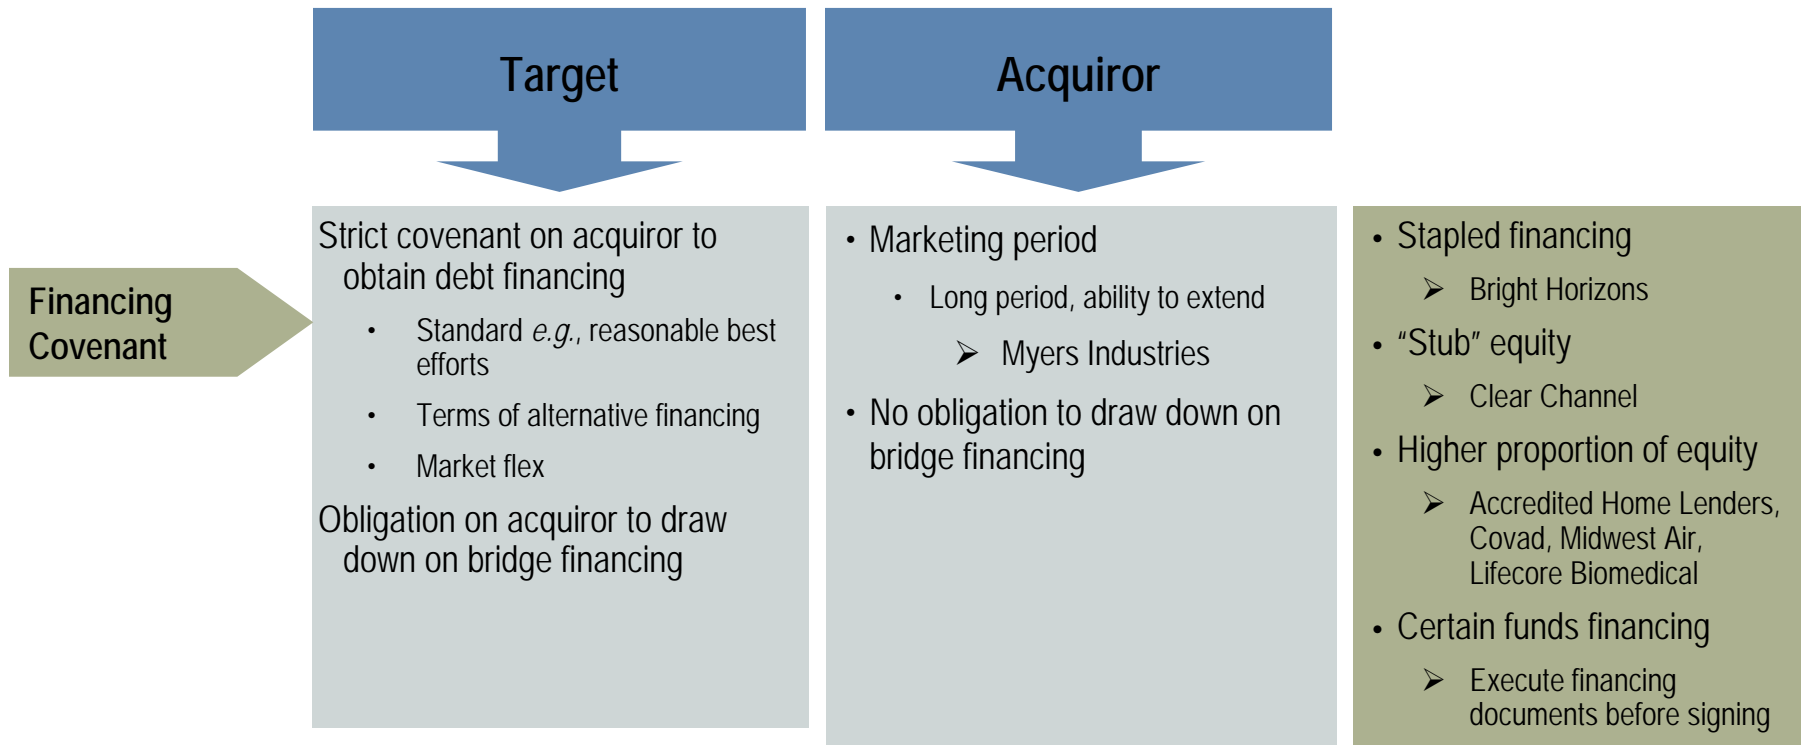 Target
Acquiror
Financing
Covenant
Strict covenant on acquiror to
obtain debt financing
• Standard e.g., reasonable best
efforts
• Terms of alternative financing
• Market flex
Obligation on acquiror to draw
down on bridge financing
• Marketing period
• Long period, ability to extend
➢ Myers Industries
• No obligation to draw down on
bridge financing
• Stapled financing
➢ Bright Horizons
• “Stub” equity
➢ Clear Channel
• Higher proportion of equity
➢ Accredited Home Lenders,
Covad, Midwest Air,
Lifecore Biomedical
• Certain funds financing
➢ Execute financing
documents before signing